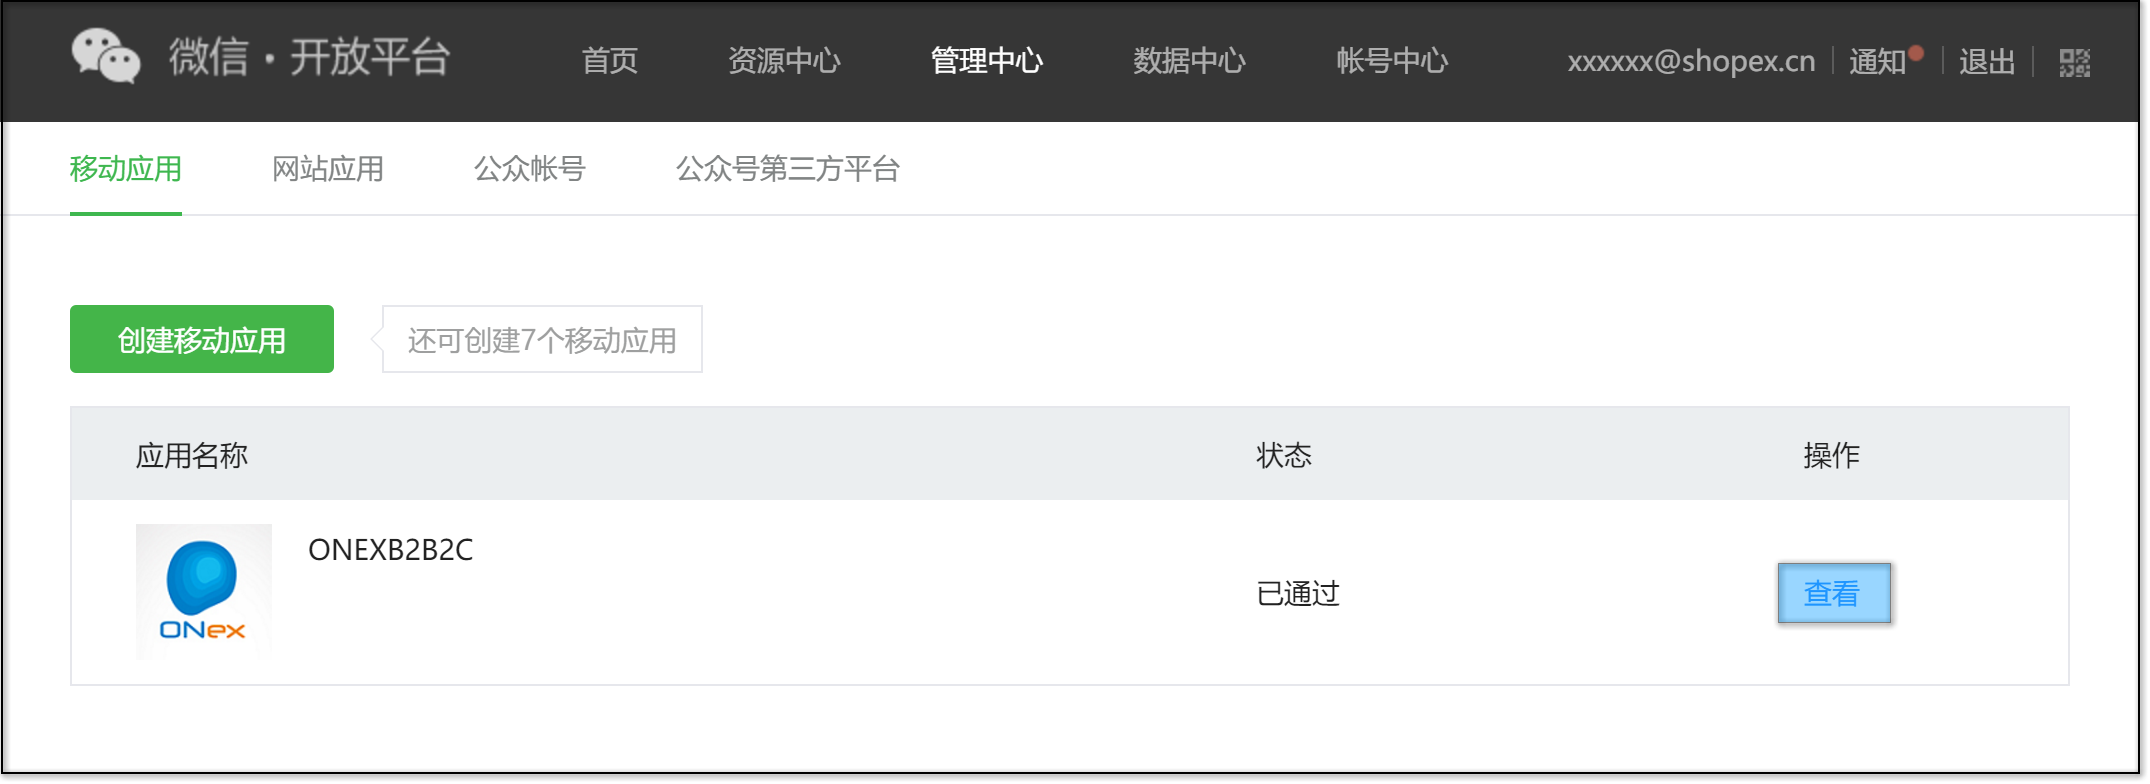 微信・开放平台 首页 资源中心 管理中心 数据中心 帐号中心 xxxxxx@shopex.cn 通知 退出
移动应用 网站应用 公众帐号 公众号第三方平台
创建移动应用 还可创建7个移动应用
应用名称 状态 操作
ONEXB2B2C
已通过 查看
ONex